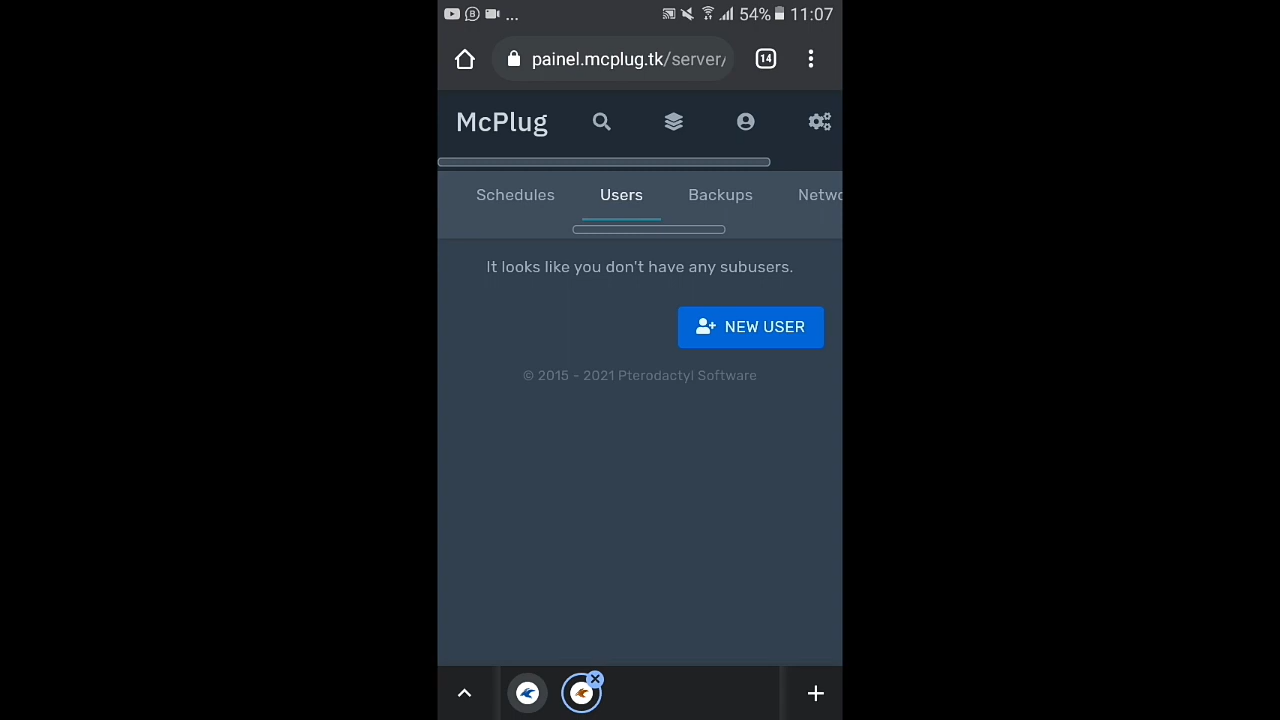 ... 54% 11:07
painel.mcplug.tk/server/ 14
McPlug
Schedules Users Backups Netwo
It looks like you don't have any subusers.
NEW USER
© 2015 - 2021 Pterodactyl Software